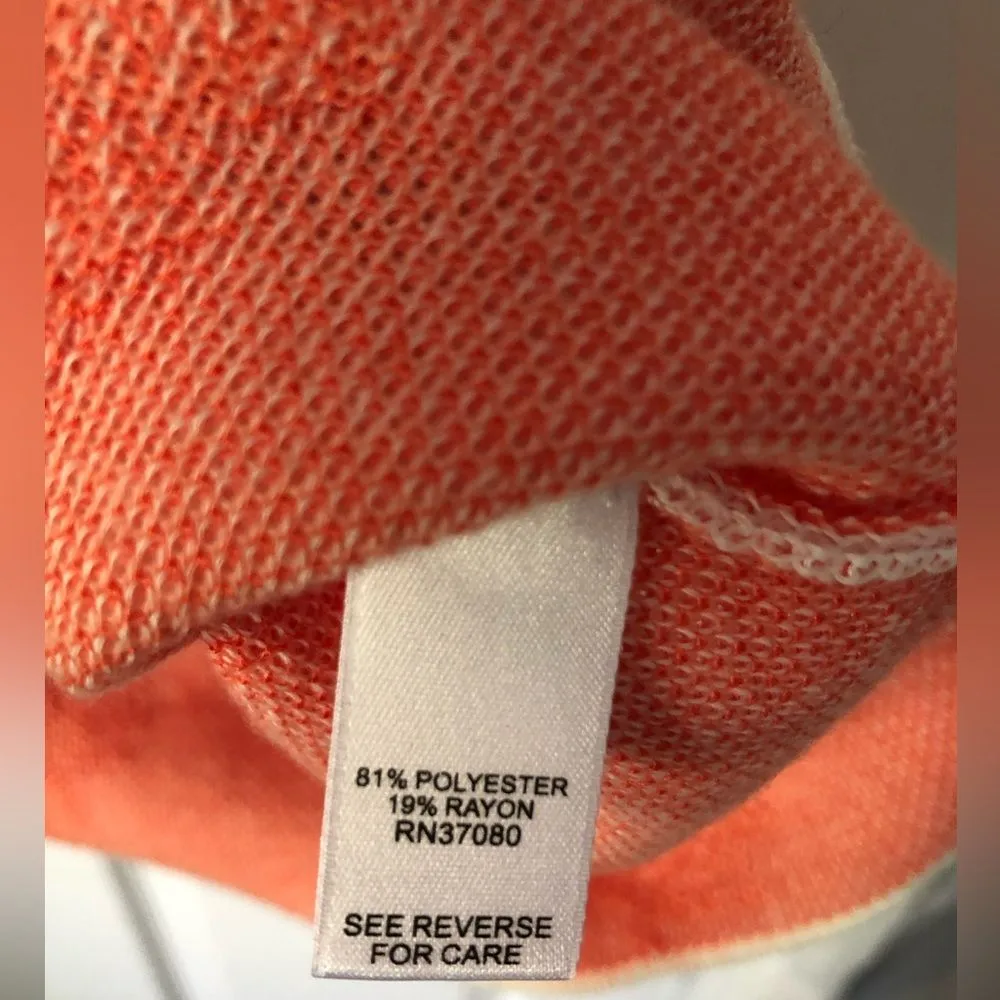 81% POLYESTER
19% RAYON
RN37080
SEE REVERSE
FOR CARE